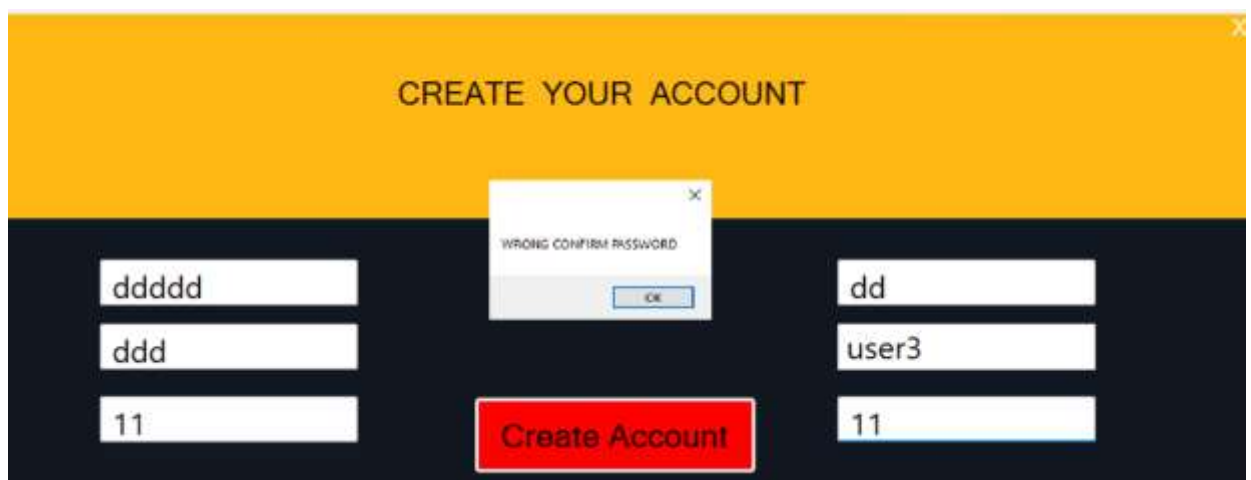 X
CREATE YOUR ACCOUNT
WRONG CONFIRM PASSWORD
OK
ddddd
dd
ddd
user3
11
Create Account
11